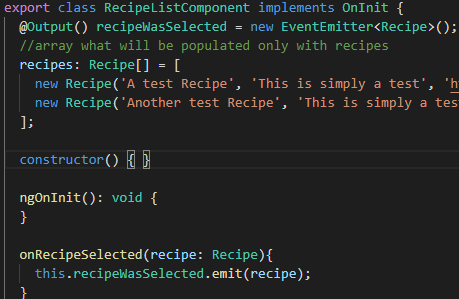 export class RecipeListComponent implements OnInit {
@Output() recipeWasSelected = new EventEmitter<Recipe>();
//array what will be populated only with recipes
recipes: Recipe[] = [
new Recipe('A test Recipe', 'This is simply a test', 'h
new Recipe('Another test Recipe', 'This is simply a tes
];
constructor() { }
ngOnInit(): void {
}
onRecipeSelected(recipe: Recipe){
this.recipeWasSelected.emit(recipe);
}